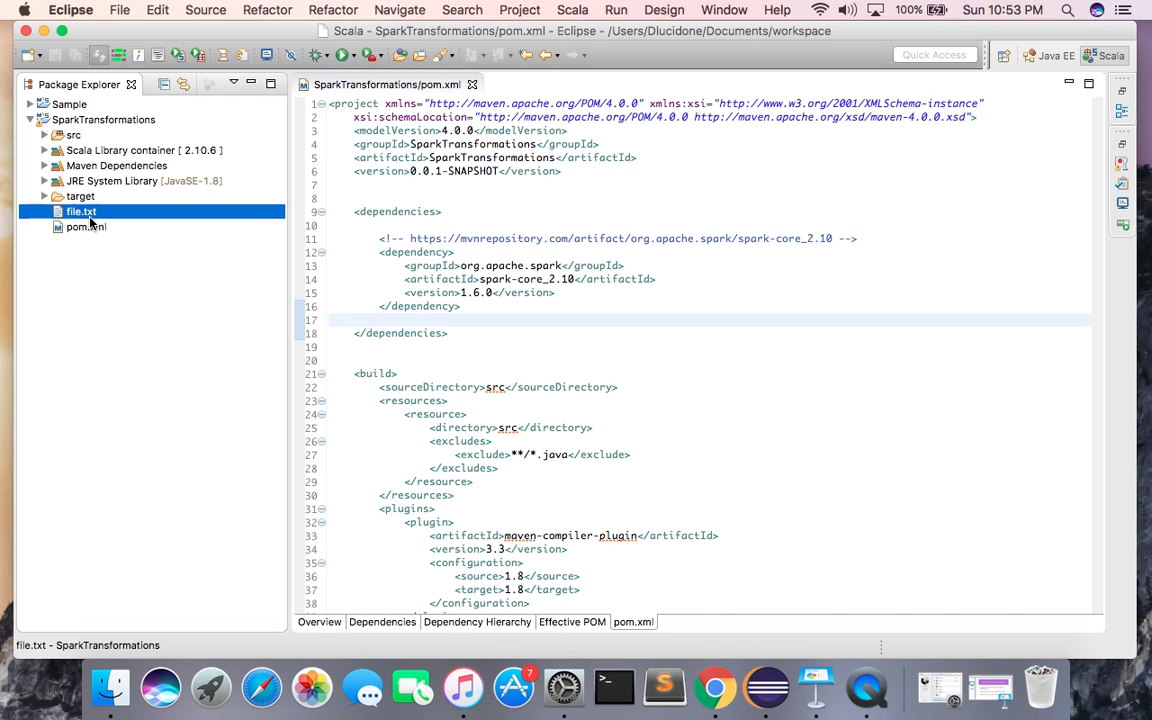 Eclipse File Edit Source Refactor Refactor Navigate Search Project Scala Run Design Window Help 100% Sun 10:53 PM
Scala - SparkTransformations/pom.xml - Eclipse - /Users/Dlucidone/Documents/workspace
Quick Access Java EE Scala
Package Explorer
Sample
SparkTransformations
src
Scala Library container [ 2.10.6 ]
Maven Dependencies
JRE System Library [JavaSE-1.8]
target
file.txt
SparkTransformations/pom.xml
1 <project xmlns="http://maven.apache.org/POM/4.0.0" xmlns:xsi="http://www.w3.org/2001/XMLSchema-instance"
2 xsi:schemaLocation="http://maven.apache.org/POM/4.0.0 http://maven.apache.org/xsd/maven-4.0.0.xsd">
3 <modelVersion>4.0.0</modelVersion>
4 <groupId>SparkTransformations</groupId>
5 <artifactId>SparkTransformations</artifactId>
6 <version>0.0.1-SNAPSHOT</version>
7
8
9 <dependencies>
10
11 <!-- https://mvnrepository.com/artifact/org.apache.spark/spark-core_2.10 -->
12 <dependency>
13 <groupId>org.apache.spark</groupId>
14 <artifactId>spark-core_2.10</artifactId>
15 <version>1.6.0</version>
16 </dependency>
17
18 </dependencies>
19
20
21 <build>
22 <sourceDirectory>src</sourceDirectory>
23 <resources>
24 <resource>
25 <directory>src</directory>
26 <excludes>
27 <exclude>**/*.java</exclude>
28 </excludes>
29 </resource>
30 </resources>
31 <plugins>
32 <plugin>
33 <artifactId>maven-compiler-plugin</artifactId>
34 <version>3.3</version>
35 <configuration>
36 <source>1.8</source>
37 <target>1.8</target>
38 </configuration>
Overview Dependencies Dependency Hierarchy Effective POM pom.xml
file.txt - SparkTransformations
7